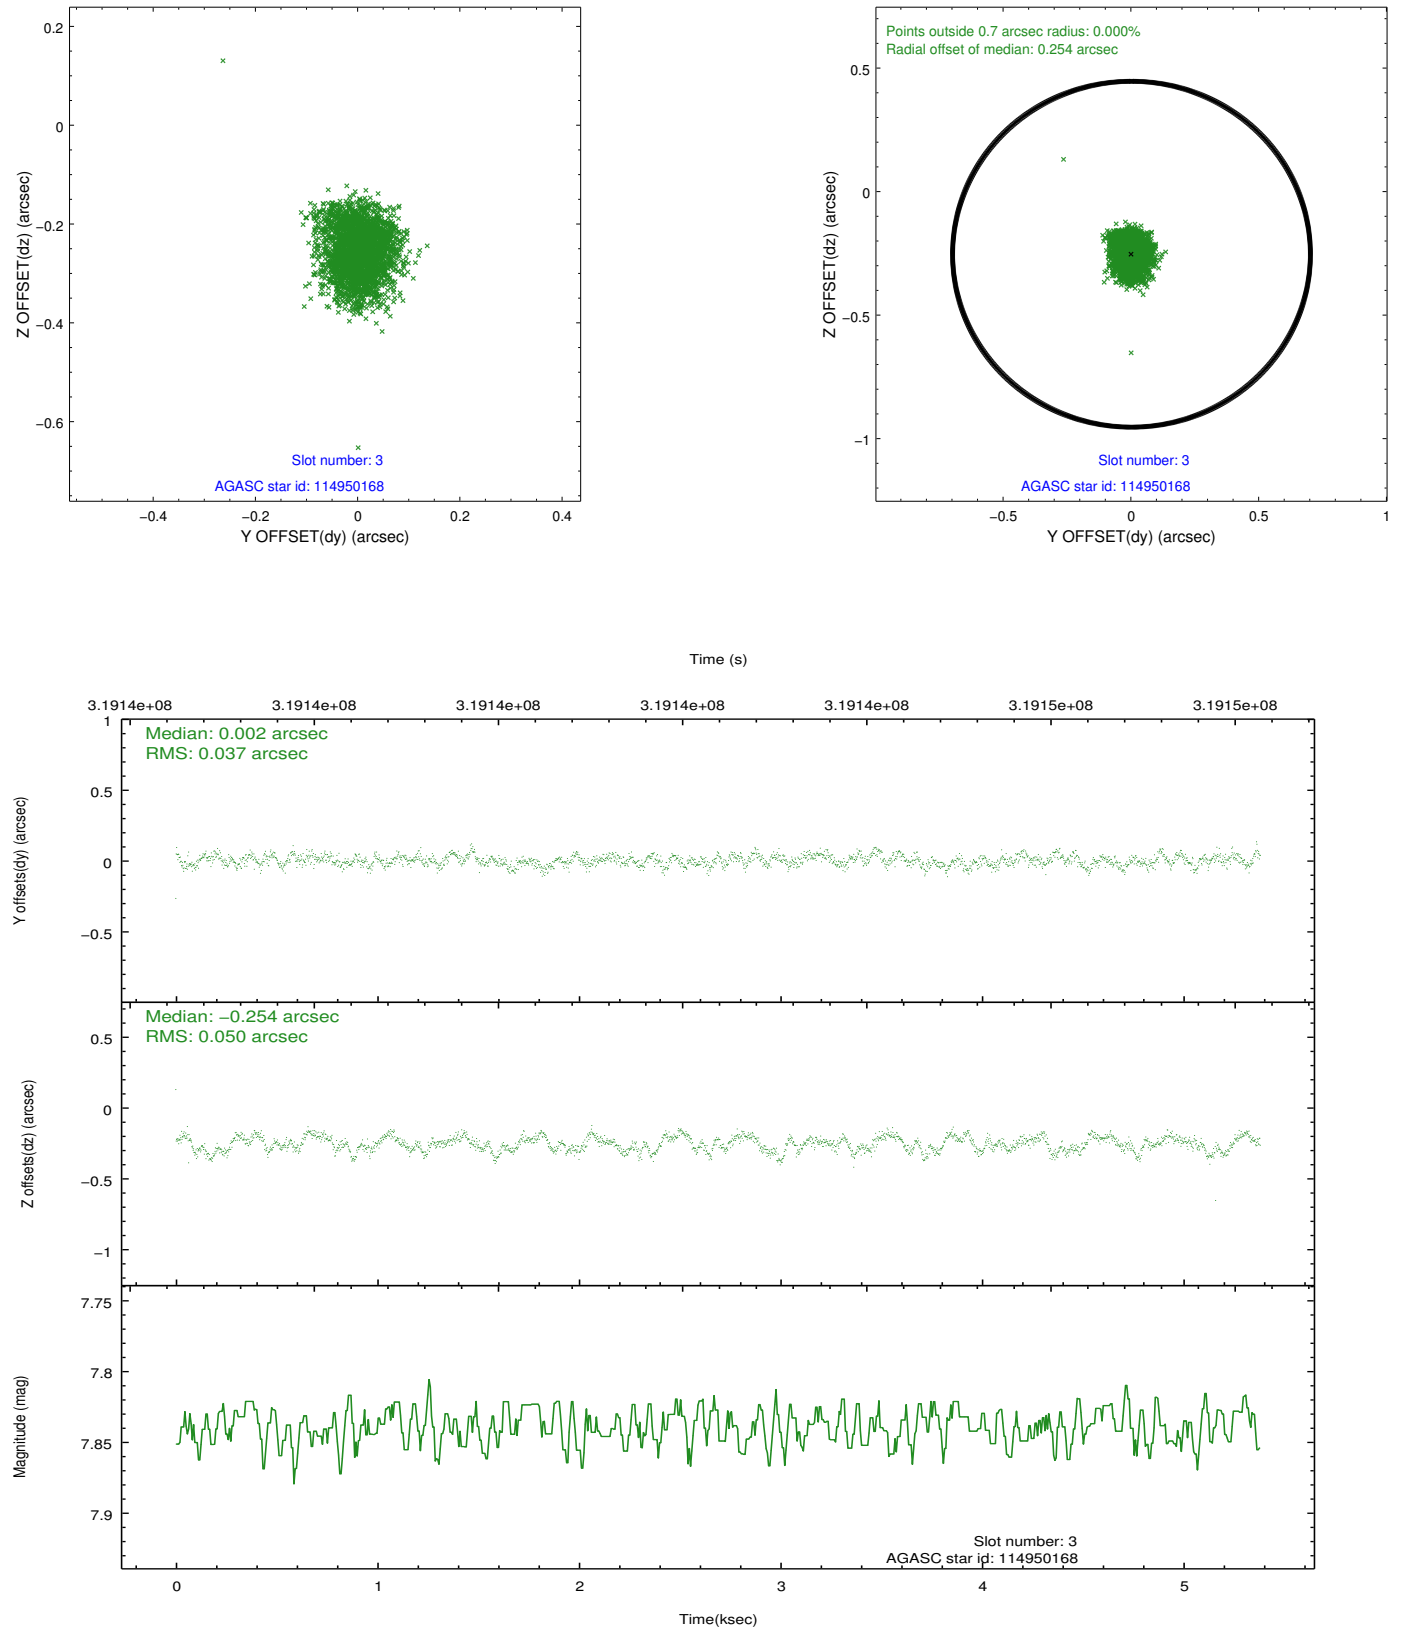 0.2
0
−0.2
−0.4
−0.6
Z OFFSET(dz) (arcsec)
Slot number: 3
AGASC star id: 114950168
−0.4
−0.2
0
0.2
0.4
Y OFFSET(dy) (arcsec)
Points outside 0.7 arcsec radius: 0.000%
Radial offset of median: 0.254 arcsec
0.5
0
−0.5
−1
Z OFFSET(dz) (arcsec)
Slot number: 3
AGASC star id: 114950168
−0.5
0
0.5
1
Y OFFSET(dy) (arcsec)
Time (s)
3.1914e+08
3.1914e+08
3.1914e+08
3.1914e+08
3.1914e+08
3.1915e+08
3.1915e+08
1
0.5
0
−0.5
Y offsets(dy) (arcsec)
Median: 0.002 arcsec
RMS: 0.037 arcsec
0.5
0
−0.5
−1
Z offsets(dz) (arcsec)
Median: −0.254 arcsec
RMS: 0.050 arcsec
7.75
7.8
7.85
7.9
Magnitude (mag)
Slot number: 3
AGASC star id: 114950168
0
1
2
3
4
5
Time(ksec)